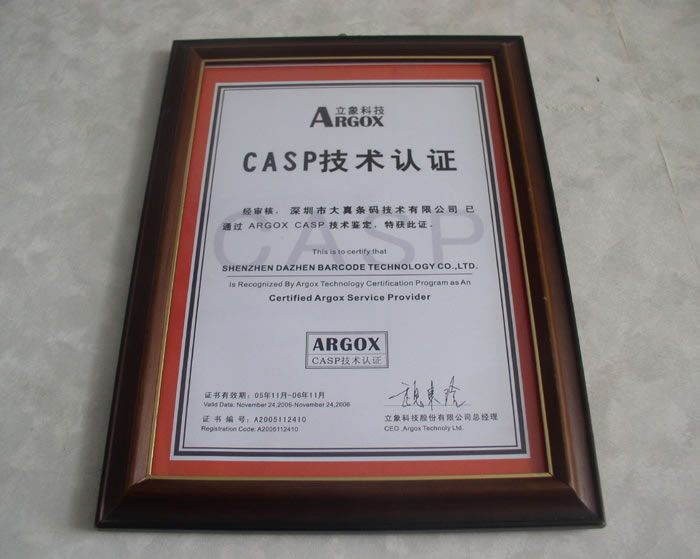 立象科技
ARGOX
CASP技术认证
经审核，深圳市大真条码技术有限公司 已
通过 ARGOX CASP 技术鉴定，特获此证。
CASP
This is to certify that
SHENZHEN DAZHEN BARCODE TECHNOLOGY CO.,LTD.
Is Recognized By Argox Technology Certification Program as An
Certified Argox Service Provider
ARGOX
CASP技术认证
证书有效期：05年11月-06年11月
Valid Date: November 24,2005-November 24,2006
证 书 编 号：A2005112410
Registration Code: A2005112410
立象科技股份有限公司总经理
CEO ,Argox Technoly Ltd.